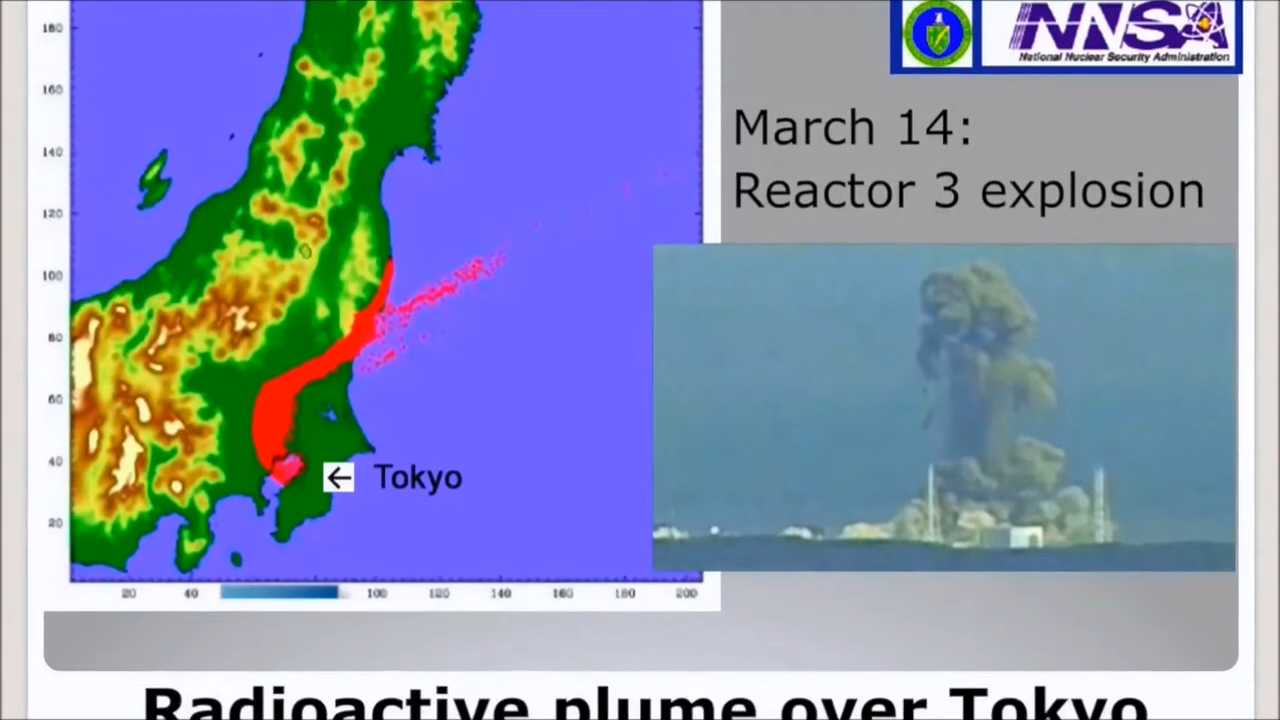 NNSA
National Nuclear Security Administration
March 14:
Reactor 3 explosion
180
160
140
120
100
80
60
40
20
← Tokyo
20 40 100 120 140 160 180 200
Radioactive plume over Tokyo